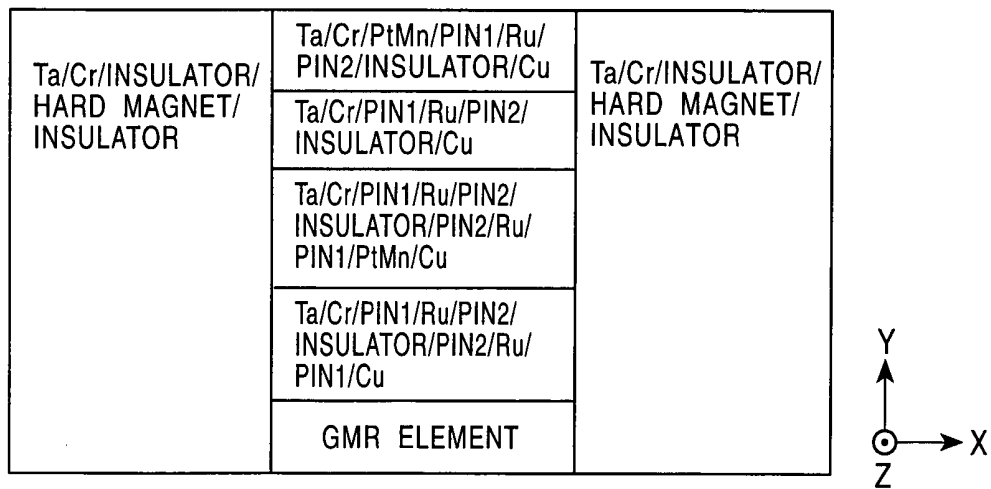 Ta/Cr/INSULATOR/
HARD MAGNET/
INSULATOR
Ta/Cr/PtMn/PIN1/Ru/
PIN2/INSULATOR/Cu
Ta/Cr/PIN1/Ru/PIN2/
INSULATOR/Cu
Ta/Cr/PIN1/Ru/PIN2/
INSULATOR/PIN2/Ru/
PIN1/PtMn/Cu
Ta/Cr/PIN1/Ru/PIN2/
INSULATOR/PIN2/Ru/
PIN1/Cu
GMR ELEMENT
Ta/Cr/INSULATOR/
HARD MAGNET/
INSULATOR
Y
X
Z